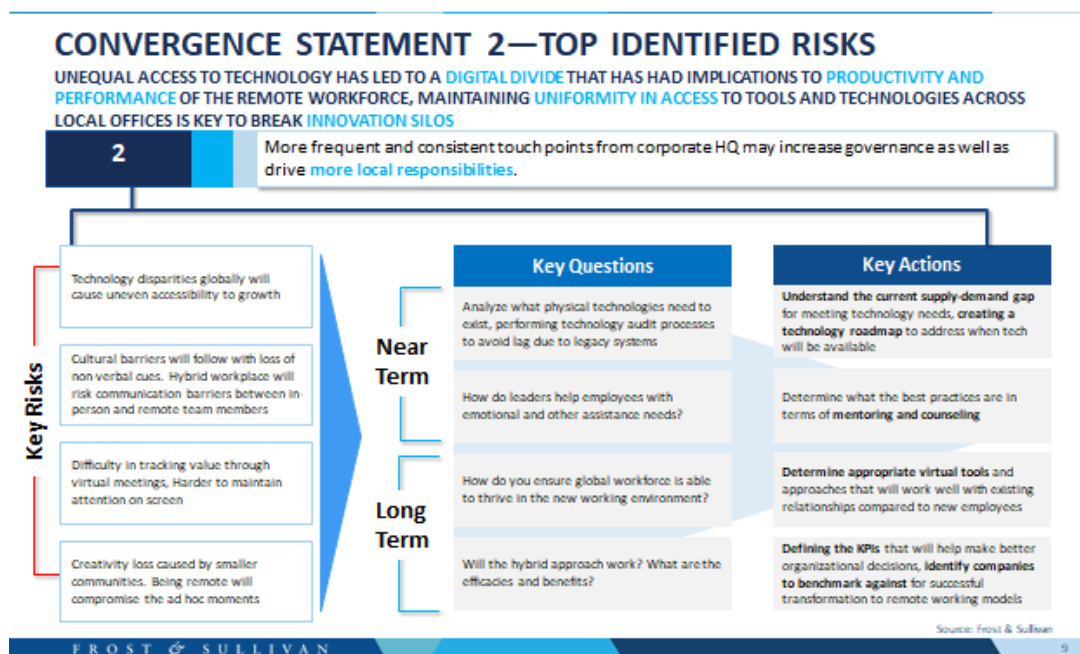 CONVERGENCE STATEMENT 2—TOP IDENTIFIED RISKS
UNEQUAL ACCESS TO TECHNOLOGY HAS LED TO A DIGITAL DIVIDE THAT HAS HAD IMPLICATIONS TO PRODUCTIVITY AND
PERFORMANCE OF THE REMOTE WORKFORCE, MAINTAINING UNIFORMITY IN ACCESS TO TOOLS AND TECHNOLOGIES ACROSS
LOCAL OFFICES IS KEY TO BREAK INNOVATION SILOS
2
More frequent and consistent touch points from corporate HQ may increase governance as well as
drive more local responsibilities.
Key Risks
Technology disparities globally will
cause uneven accessibility to growth
Cultural barriers will follow with loss of
non verbal cues. Hybrid workplace will
risk communication barriers between in-
person and remote team members
Difficulty in tracking value through
virtual meetings, Harder to maintain
attention on screen
Creativity loss caused by smaller
communities. Being remote will
compromise the ad hoc moments
Near
Term
Long
Term
Key Questions
Analyze what physical technologies need to
exist, performing technology audit processes
to avoid lag due to legacy systems
How do leaders help employees with
emotional and other assistance needs?
How do you ensure global workforce is able
to thrive in the new working environment?
Will the hybrid approach work? What are the
efficacies and benefits?
Key Actions
Understand the current supply-demand gap
for meeting technology needs, creating a
technology roadmap to address when tech
will be available
Determine what the best practices are in
terms of mentoring and counseling
Determine appropriate virtual tools and
approaches that will work well with existing
relationships compared to new employees
Defining the KPIs that will help make better
organizational decisions, identify companies
to benchmark against for successful
transformation to remote working models
Source: Frost & Sullivan
FROST & SULLIVAN
9